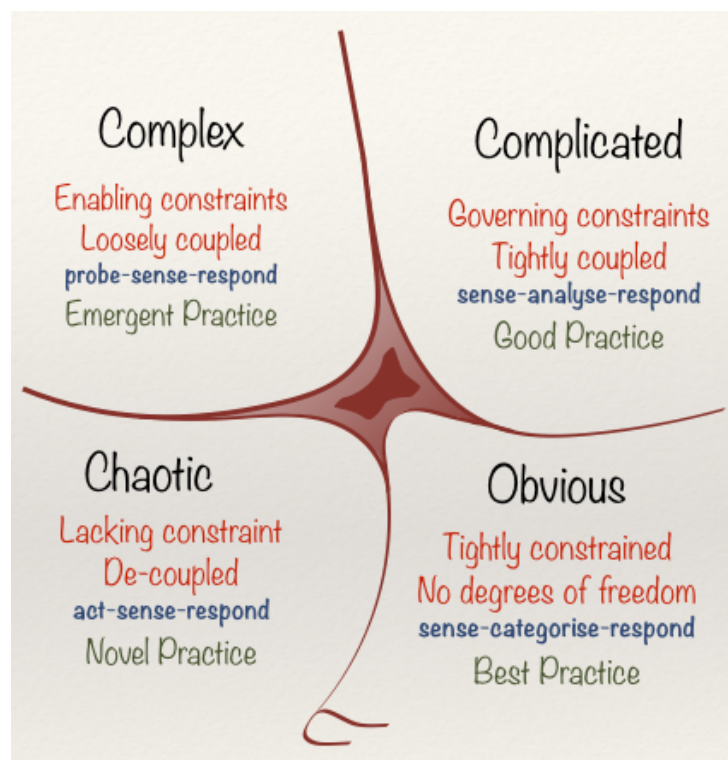 Complex
Enabling constraints
Loosely coupled
probe-sense-respond
Emergent Practice
Complicated
Governing constraints
Tightly coupled
sense-analyse-respond
Good Practice
Chaotic
Lacking constraint
De-coupled
act-sense-respond
Novel Practice
Obvious
Tightly constrained
No degrees of freedom
sense-categorise-respond
Best Practice